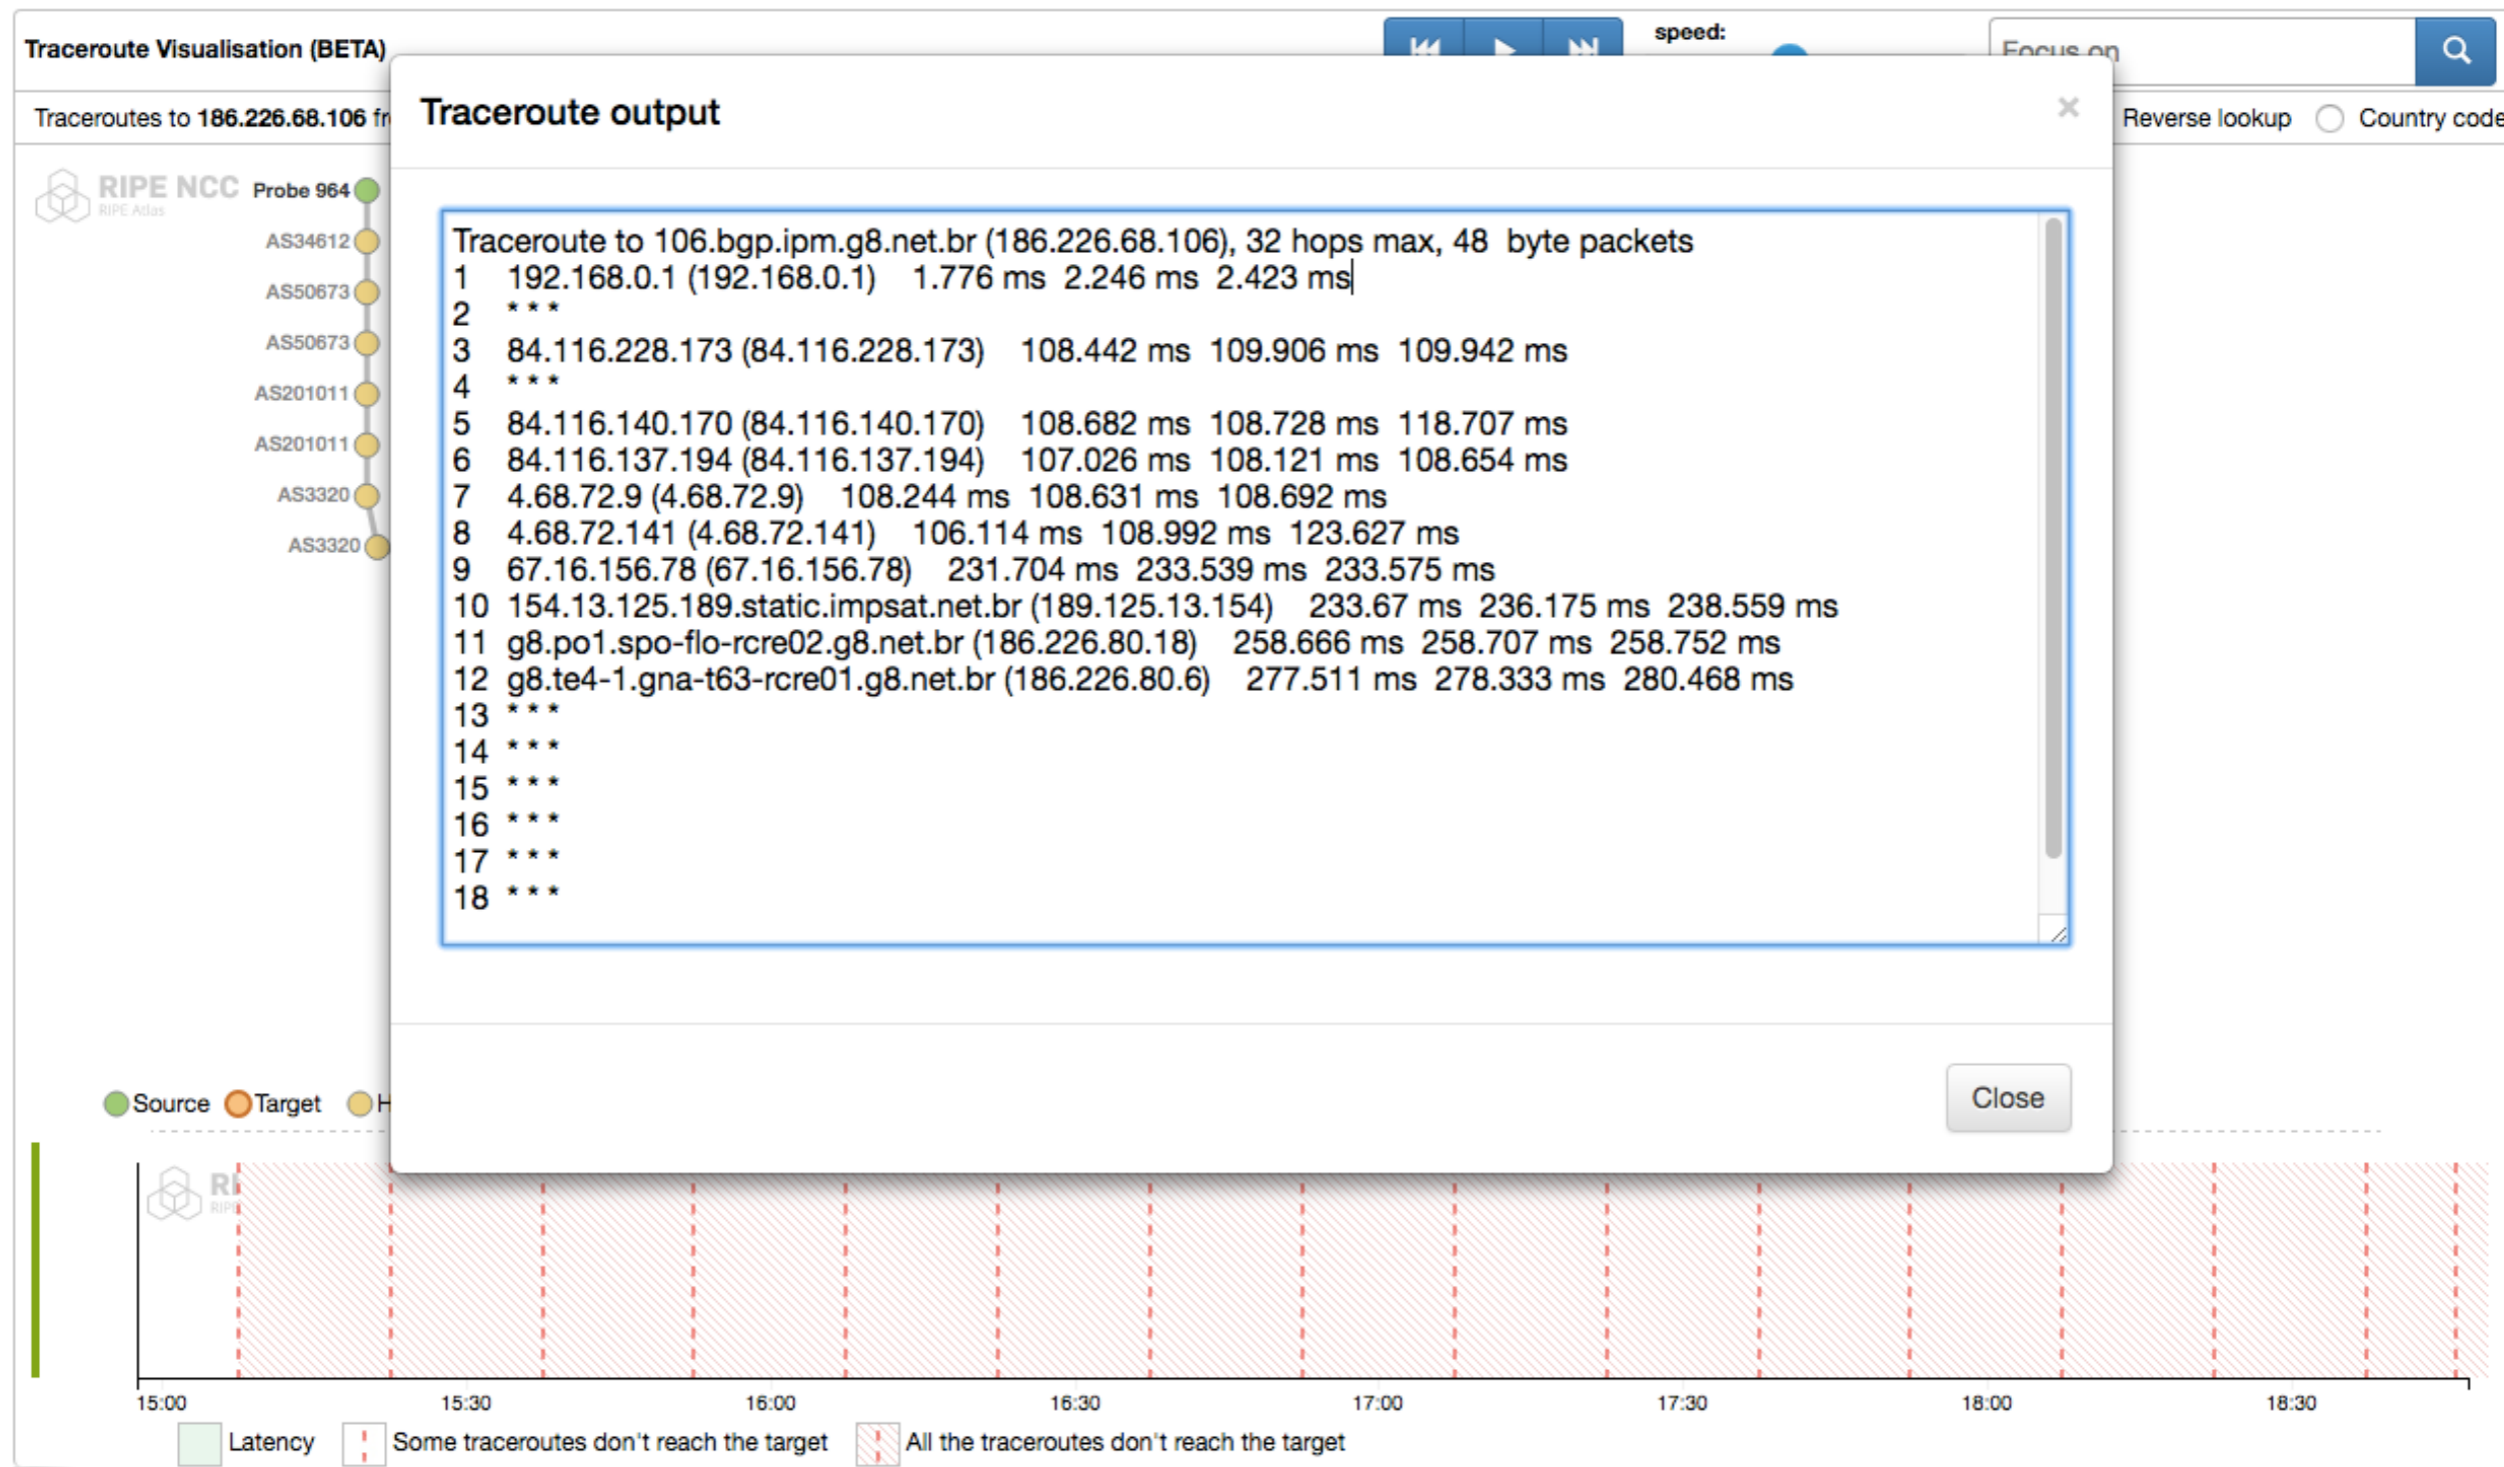 Traceroute Visualisation (BETA)
speed:
Focus on
Traceroutes to 186.226.68.106
Reverse lookup Country code
RIPE NCC
RIPE Atlas
Probe 964
AS34612
AS50673
AS50673
AS201011
AS201011
AS3320
AS3320
Traceroute output
×
Traceroute to 106.bgp.ipm.g8.net.br (186.226.68.106), 32 hops max, 48 byte packets
1 192.168.0.1 (192.168.0.1) 1.776 ms 2.246 ms 2.423 ms
2 * * *
3 84.116.228.173 (84.116.228.173) 108.442 ms 109.906 ms 109.942 ms
4 * * *
5 84.116.140.170 (84.116.140.170) 108.682 ms 108.728 ms 118.707 ms
6 84.116.137.194 (84.116.137.194) 107.026 ms 108.121 ms 108.654 ms
7 4.68.72.9 (4.68.72.9) 108.244 ms 108.631 ms 108.692 ms
8 4.68.72.141 (4.68.72.141) 106.114 ms 108.992 ms 123.627 ms
9 67.16.156.78 (67.16.156.78) 231.704 ms 233.539 ms 233.575 ms
10 154.13.125.189.static.impsat.net.br (189.125.13.154) 233.67 ms 236.175 ms 238.559 ms
11 g8.po1.spo-flo-rcre02.g8.net.br (186.226.80.18) 258.666 ms 258.707 ms 258.752 ms
12 g8.te4-1.gna-t63-rcre01.g8.net.br (186.226.80.6) 277.511 ms 278.333 ms 280.468 ms
13 * * *
14 * * *
15 * * *
16 * * *
17 * * *
18 * * *
Close
Source Target
15:00 15:30 16:00 16:30 17:00 17:30 18:00 18:30
Latency Some traceroutes don't reach the target All the traceroutes don't reach the target